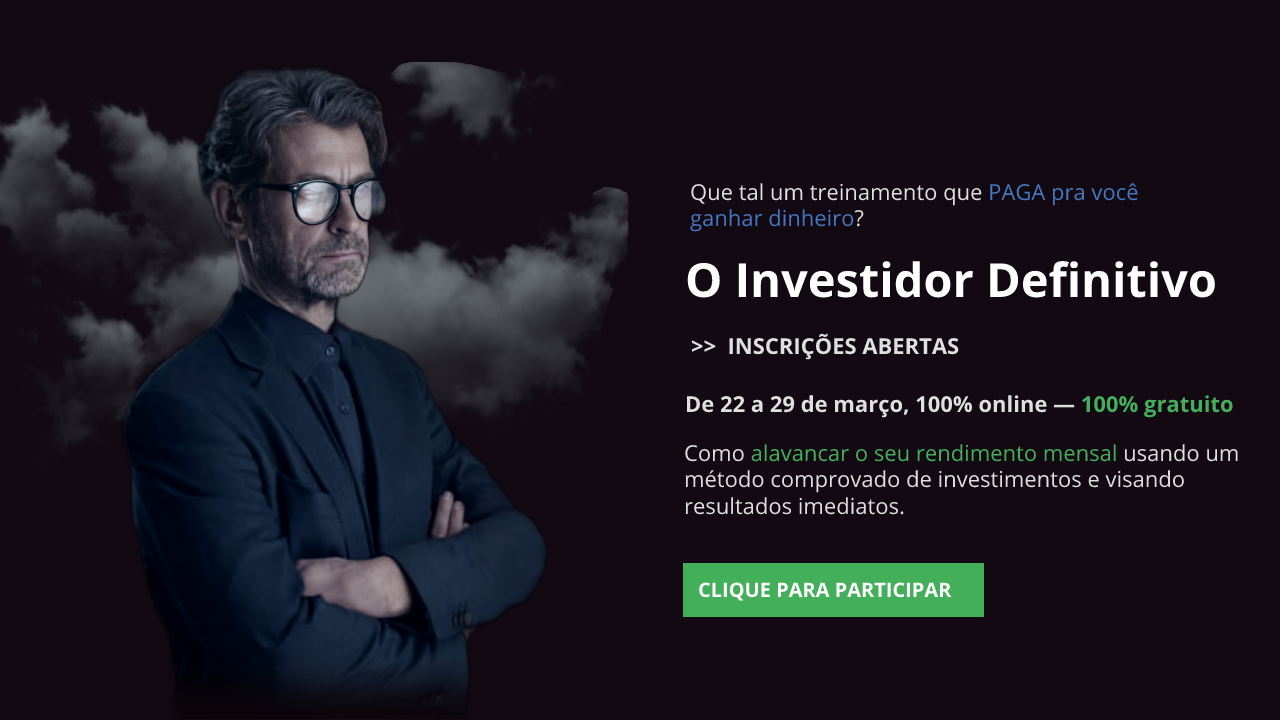 Que tal um treinamento que PAGA pra você
ganhar dinheiro?
O Investidor Definitivo
>> INSCRIÇÕES ABERTAS
De 22 a 29 de março, 100% online — 100% gratuito
Como alavancar o seu rendimento mensal usando um
método comprovado de investimentos e visando
resultados imediatos.
CLIQUE PARA PARTICIPAR